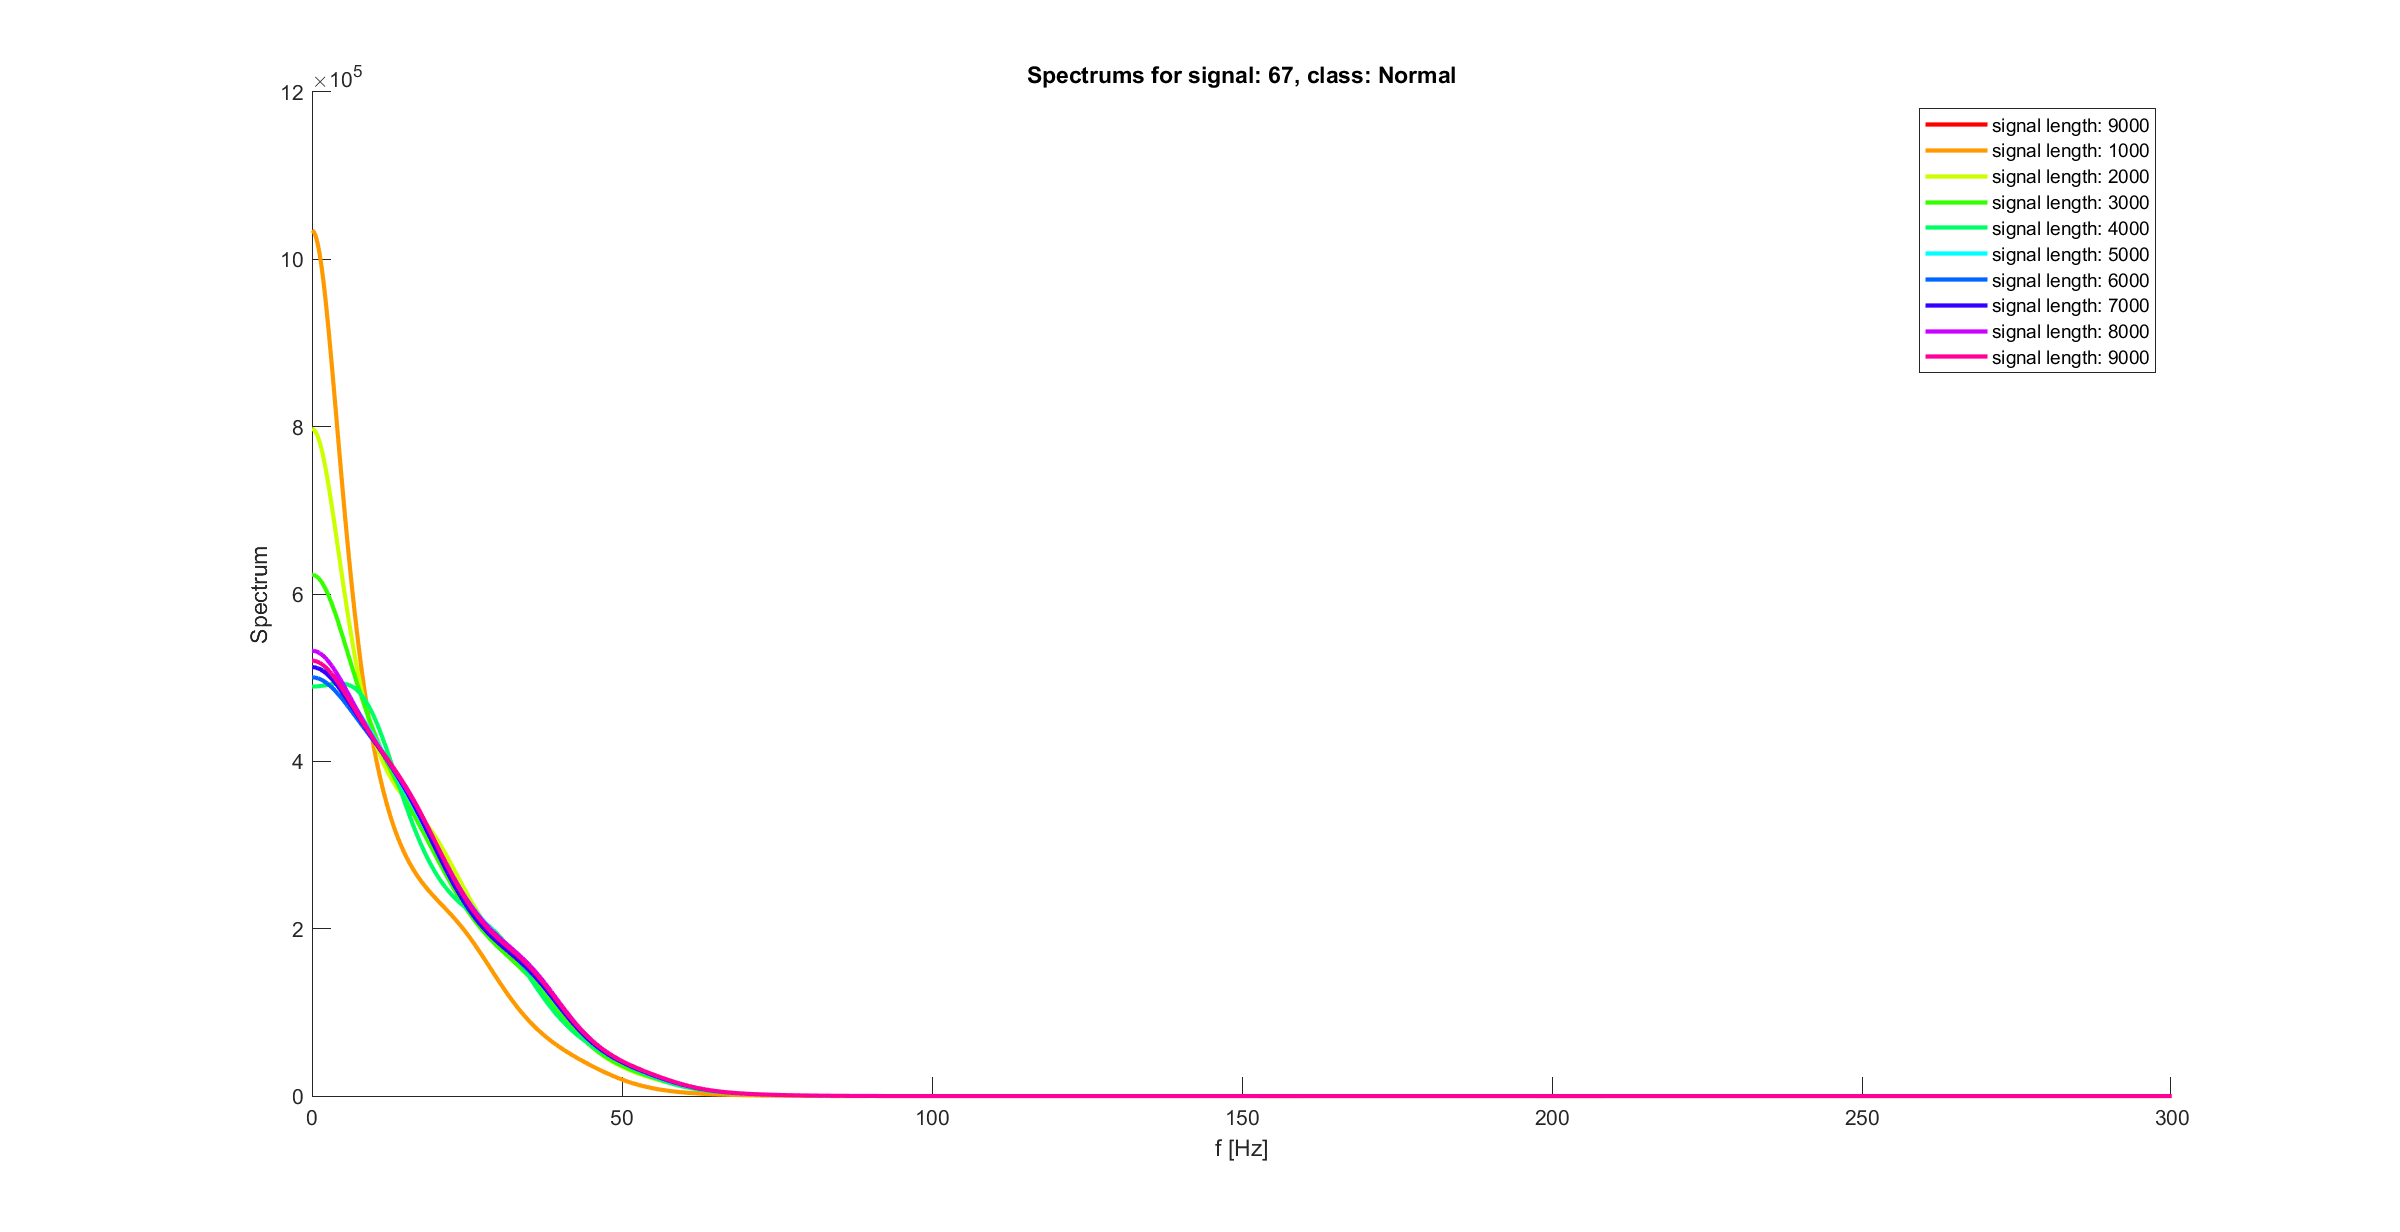 Spectrums for signal: 67, class: Normal
×10^5
12
10
8
6
4
2
0
Spectrum
0 50 100 150 200 250 300
f [Hz]
signal length: 9000
signal length: 1000
signal length: 2000
signal length: 3000
signal length: 4000
signal length: 5000
signal length: 6000
signal length: 7000
signal length: 8000
signal length: 9000